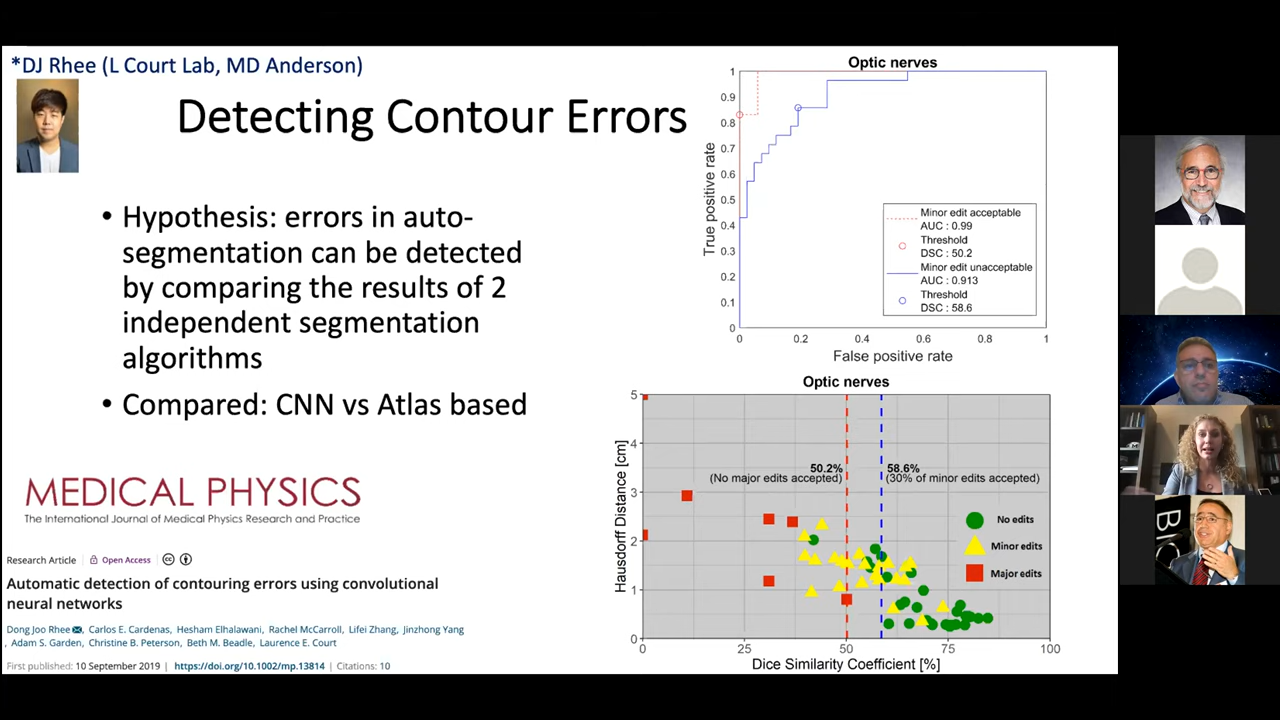 *DJ Rhee (L Court Lab, MD Anderson)
Detecting Contour Errors
• Hypothesis: errors in auto-
segmentation can be detected
by comparing the results of 2
independent segmentation
algorithms
• Compared: CNN vs Atlas based
MEDICAL PHYSICS
The International Journal of Medical Physics Research and Practice
Research Article
Open Access
Automatic detection of contouring errors using convolutional
neural networks
Dong Joo Rhee, Carlos E. Cardenas, Hesham Elhalawani, Rachel McCarroll, Lifei Zhang, Jinzhong Yang
, Adam S. Garden, Christine B. Peterson, Beth M. Beadle, Laurence E. Court
First published: 10 September 2019 | https://doi.org/10.1002/mp.13814 | Citations: 10
Optic nerves
True positive rate
1
0.9
0.8
0.7
0.6
0.5
0.4
0.3
0.2
0.1
0
0
0.2
0.4
0.6
0.8
1
False positive rate
Minor edit acceptable
AUC : 0.99
Threshold
DSC : 50.2
Minor edit unacceptable
AUC : 0.913
Threshold
DSC : 58.6
Optic nerves
Hausdorff Distance [cm]
5
4
3
2
1
0
50.2%
(No major edits accepted)
58.6%
(30% of minor edits accepted)
No edits
Minor edits
Major edits
0
25
50
75
100
Dice Similarity Coefficient [%]
BIO